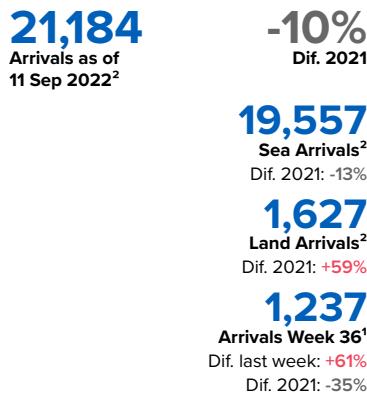 21,184
Arrivals as of
11 Sep 2022²
-10%
Dif. 2021
19,557
Sea Arrivals²
Dif. 2021: -13%
1,627
Land Arrivals²
Dif. 2021: +59%
1,237
Arrivals Week 36¹
Dif. last week: +61%
Dif. 2021: -35%